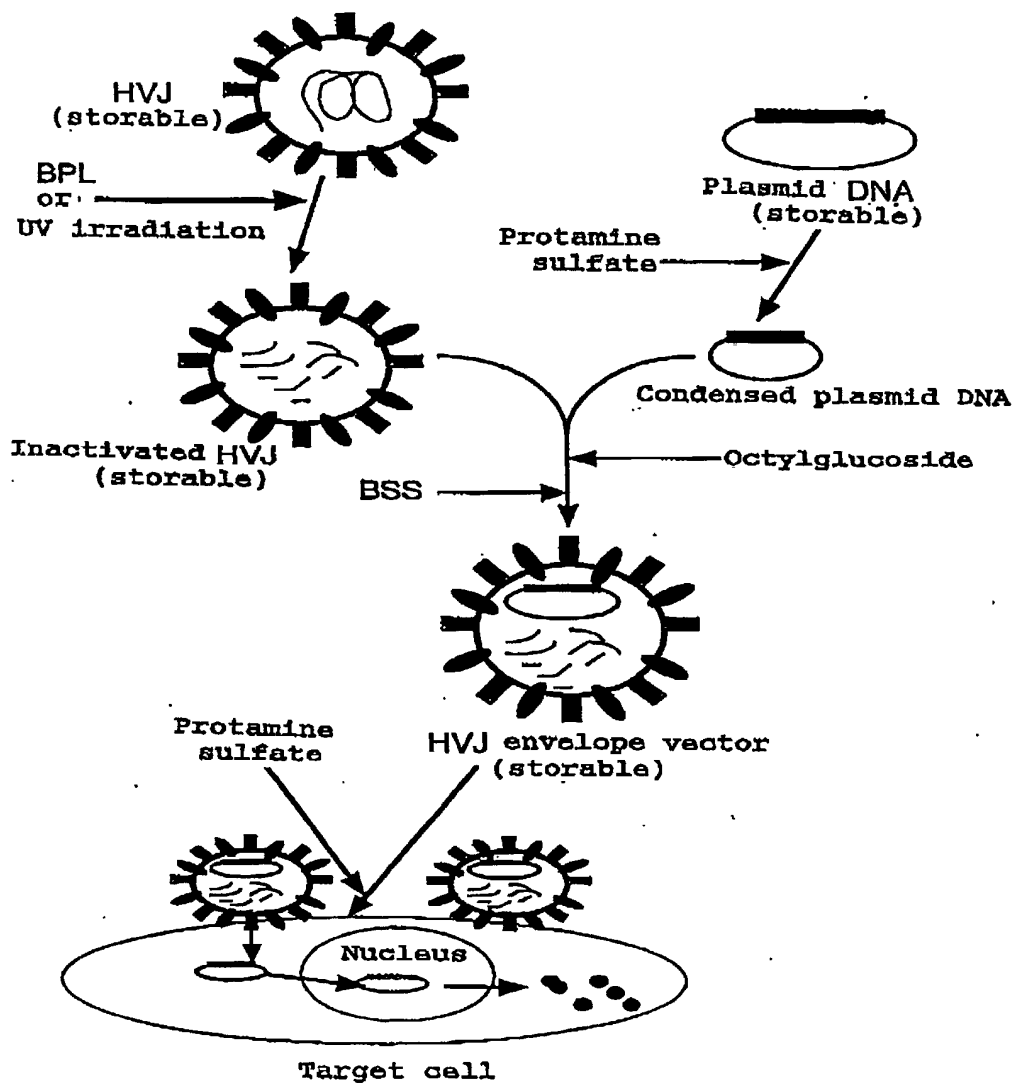 HVJ
(storable)
BPL
or
UV irradiation
Plasmid DNA
(storable)
Protamine
sulfate
Condensed plasmid DNA
Inactivated HVJ
(storable)
Octylglucoside
BSS
Protamine
sulfate
HVJ envelope vector
(storable)
Nucleus
Target cell